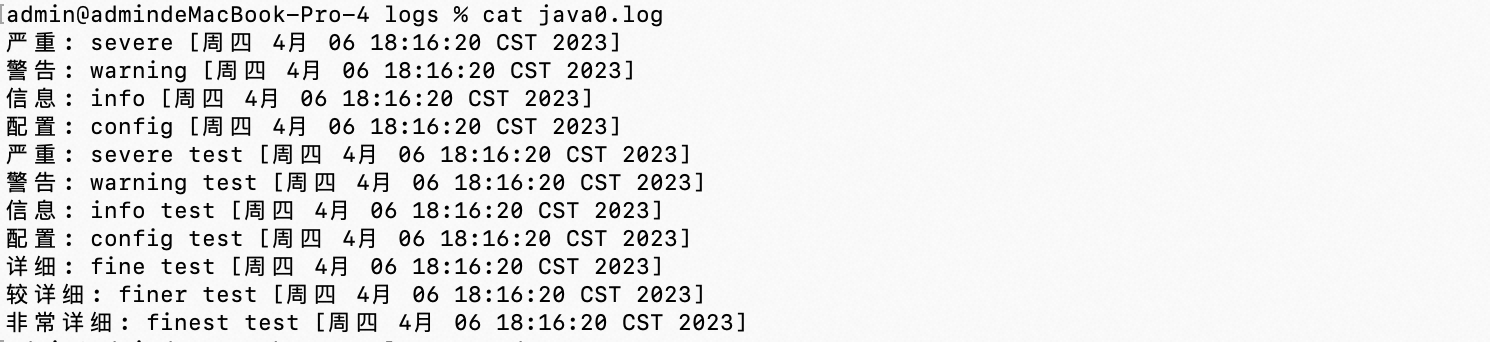 [admin@admindeMacBook-Pro-4 logs % cat java0.log
严重: severe [周四 4月 06 18:16:20 CST 2023]
警告: warning [周四 4月 06 18:16:20 CST 2023]
信息: info [周四 4月 06 18:16:20 CST 2023]
配置: config [周四 4月 06 18:16:20 CST 2023]
严重: severe test [周四 4月 06 18:16:20 CST 2023]
警告: warning test [周四 4月 06 18:16:20 CST 2023]
信息: info test [周四 4月 06 18:16:20 CST 2023]
配置: config test [周四 4月 06 18:16:20 CST 2023]
详细: fine test [周四 4月 06 18:16:20 CST 2023]
较详细: finer test [周四 4月 06 18:16:20 CST 2023]
非常详细: finest test [周四 4月 06 18:16:20 CST 2023]